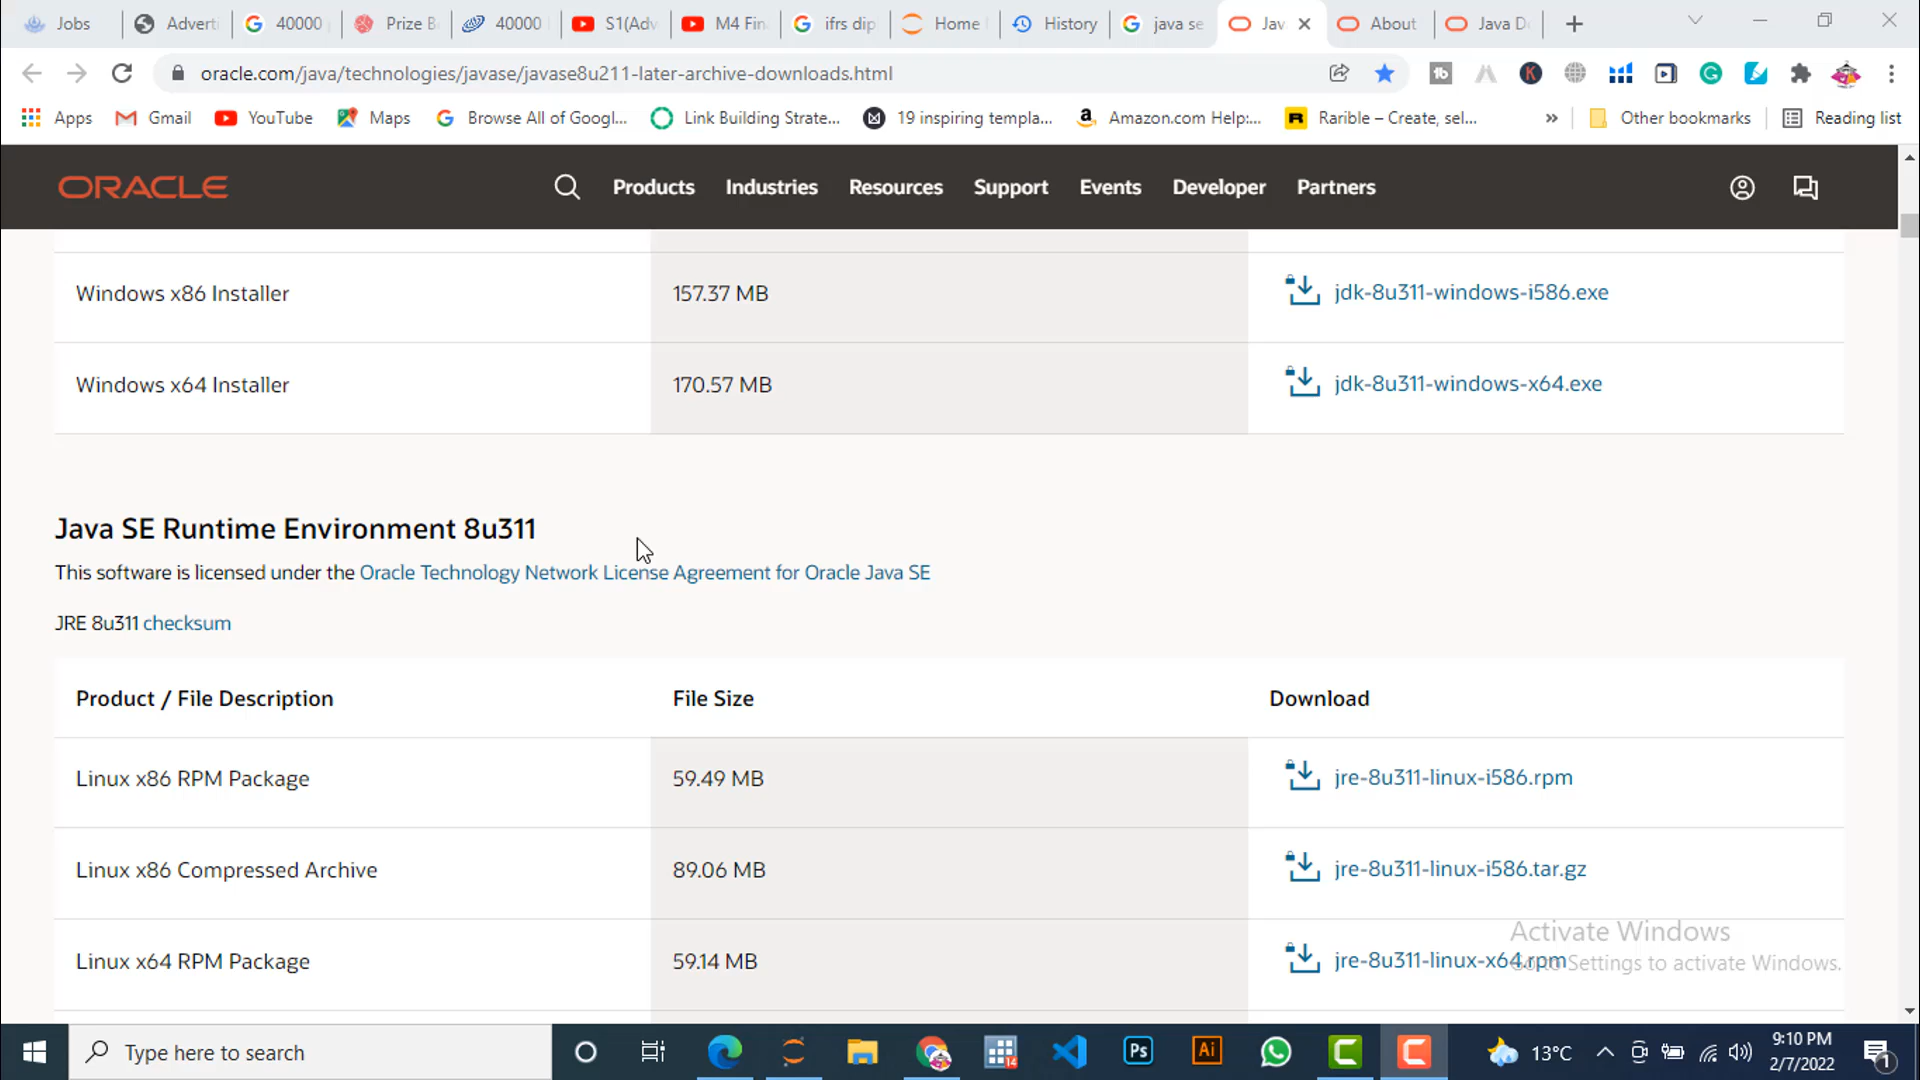 Jobs
Adverti
40000
Prize B
40000
S1(Adv
M4 Fin
ifrs dip
Home
History
java se
Jav
About
Java D
oracle.com/java/technologies/javase/javase8u211-later-archive-downloads.html
Apps
Gmail
YouTube
Maps
Browse All of Googl...
Link Building Strate...
19 inspiring templa...
Amazon.com Help:...
Rarible – Create, sel...
»
Other bookmarks
Reading list
ORACLE
Products
Industries
Resources
Support
Events
Developer
Partners
Windows x86 Installer
157.37 MB
jdk-8u311-windows-i586.exe
Windows x64 Installer
170.57 MB
jdk-8u311-windows-x64.exe
Java SE Runtime Environment 8u311
This software is licensed under the Oracle Technology Network License Agreement for Oracle Java SE
JRE 8u311 checksum
Product / File Description
File Size
Download
Linux x86 RPM Package
59.49 MB
jre-8u311-linux-i586.rpm
Linux x86 Compressed Archive
89.06 MB
jre-8u311-linux-i586.tar.gz
Linux x64 RPM Package
59.14 MB
jre-8u311-linux-x64.rpm
Activate Windows
Go to Settings to activate Windows.
Type here to search
14
Ps
Ai
13°C
9:10 PM
2/7/2022
1